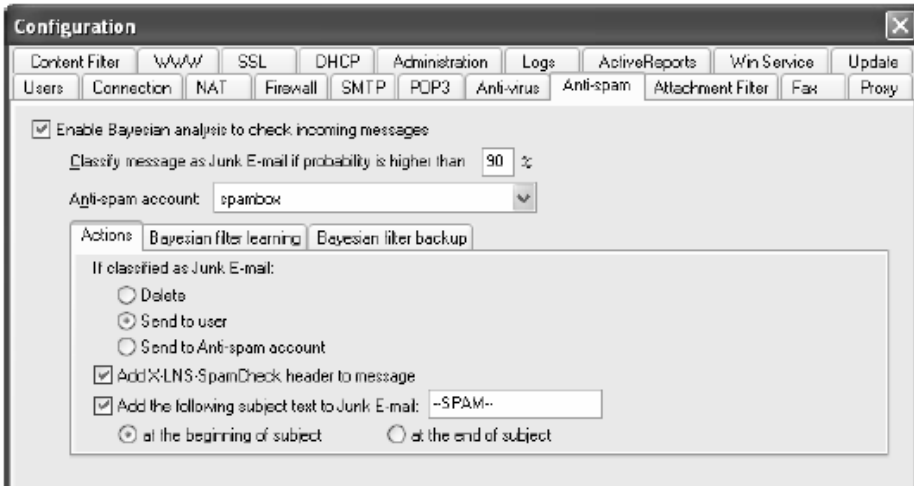 Configuration
Content Filter WWW SSL DHCP Administration Logs ActiveReports Win Service Update
Users Connection NAT Firewall SMTP POP3 Anti-virus Anti-spam Attachment Filter Fax Proxy
Enable Bayesian analysis to check incoming messages
Classify message as Junk E-mail if probability is higher than 90 %
Anti-spam account: spambox
Actions Bayesian filter learning Bayesian filter backup
If classified as Junk E-mail:
Delete
Send to user
Send to Anti-spam account
Add X-LNS-SpamCheck header to message
Add the following subject text to Junk E-mail: --SPAM--
at the beginning of subject at the end of subject